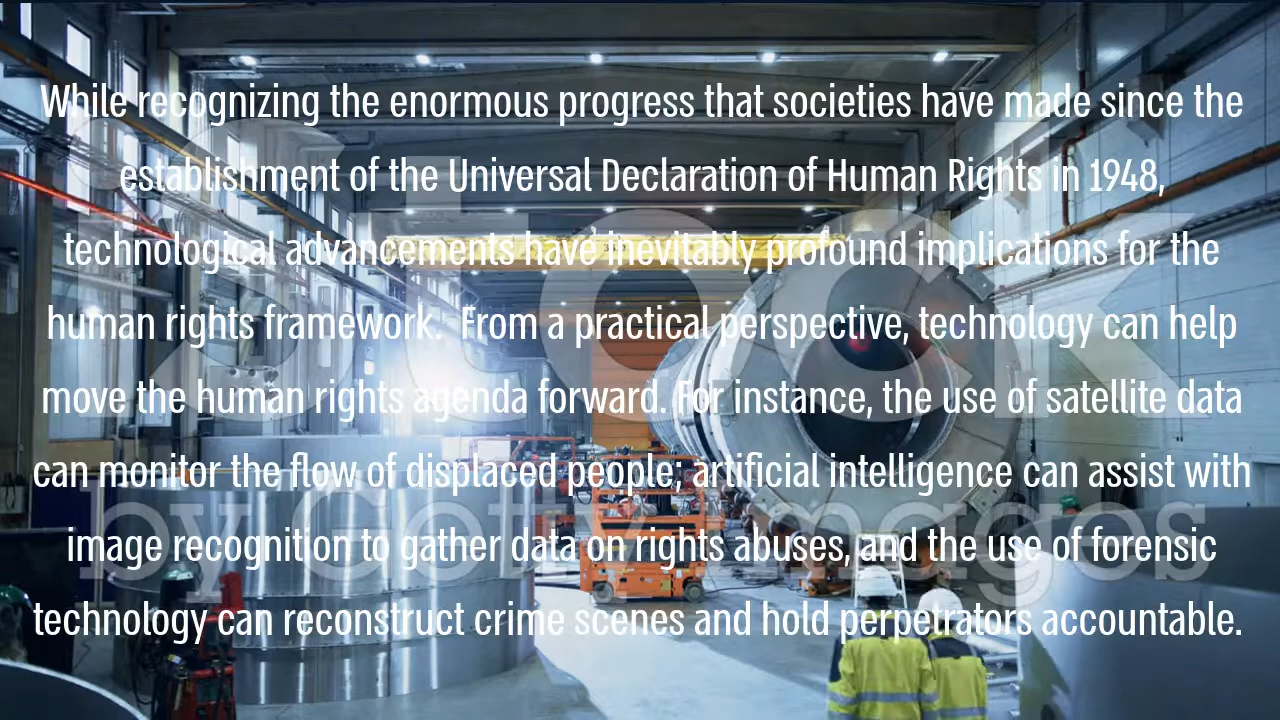 While recognizing the enormous progress that societies have made since the
establishment of the Universal Declaration of Human Rights in 1948,
technological advancements have inevitably profound implications for the
human rights framework.  From a practical perspective, technology can help
move the human rights agenda forward. For instance, the use of satellite data
can monitor the flow of displaced people; artificial intelligence can assist with
image recognition to gather data on rights abuses, and the use of forensic
technology can reconstruct crime scenes and hold perpetrators accountable.
iStock
by Getty Images